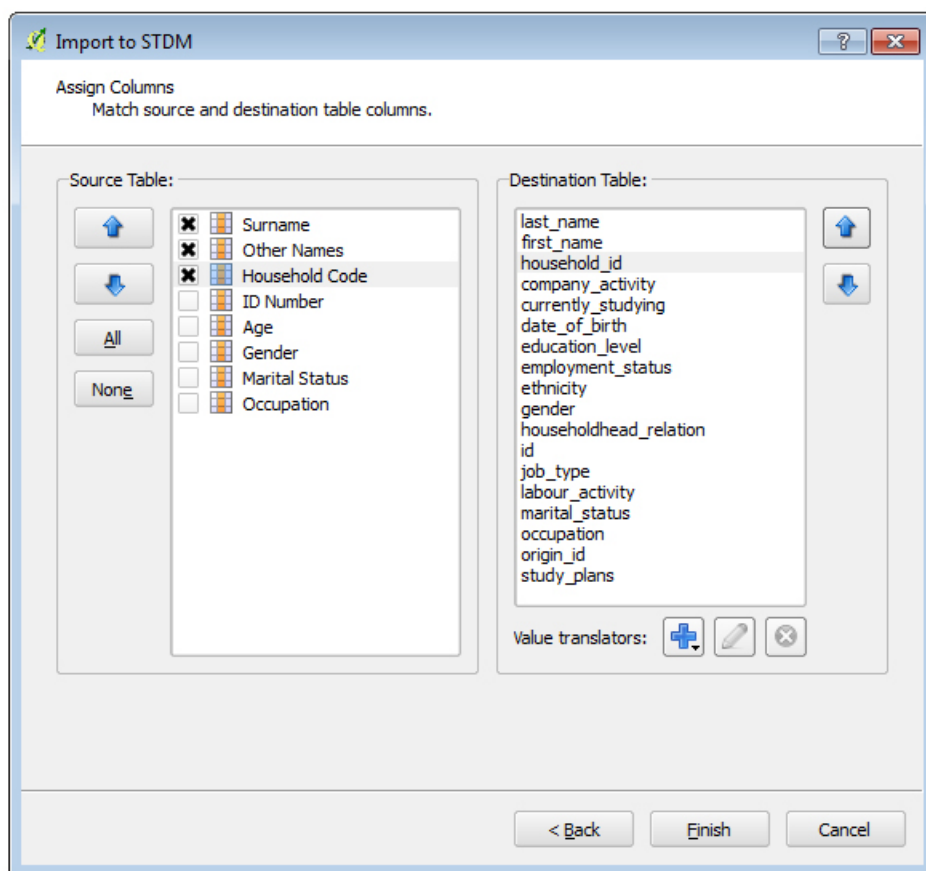 Import to STDM
Assign Columns
Match source and destination table columns.
Source Table:
All
None
Surname
Other Names
Household Code
ID Number
Age
Gender
Marital Status
Occupation
Destination Table:
last_name
first_name
household_id
company_activity
currently_studying
date_of_birth
education_level
employment_status
ethnicity
gender
householdhead_relation
id
job_type
labour_activity
marital_status
occupation
origin_id
study_plans
Value translators:
< Back
Finish
Cancel